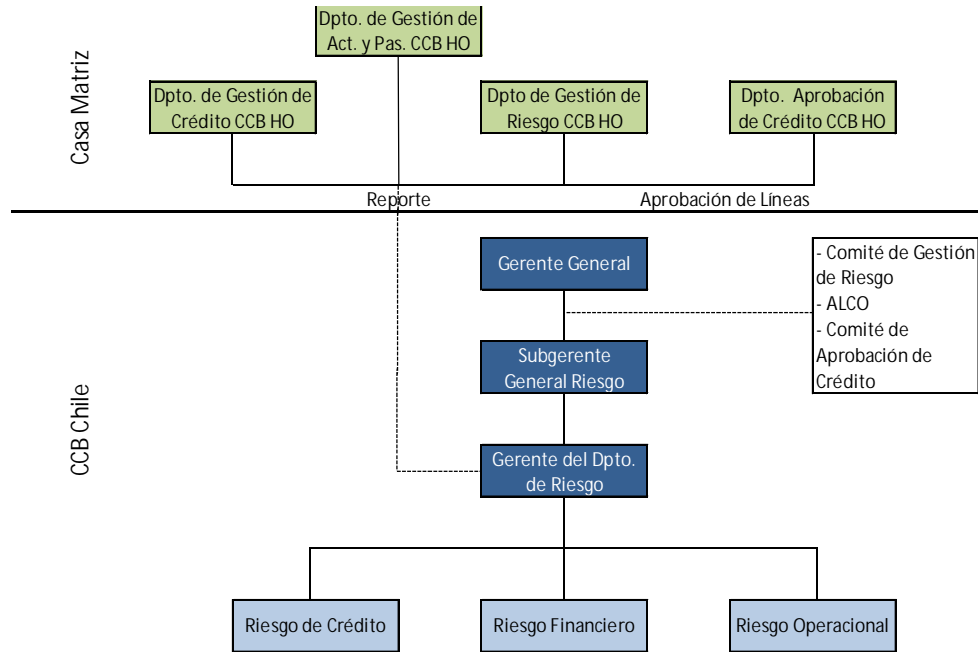 Dpto. de Gestión de
Act. y Pas. CCB HO
Casa Matriz
Dpto. de Gestión de
Crédito CCB HO
Dpto de Gestión de
Riesgo CCB HO
Dpto. Aprobación
de Crédito CCB HO
Reporte
Aprobación de Líneas
CCB Chile
Gerente General
- Comité de Gestión
de Riesgo
- ALCO
- Comité de
Aprobación de
Crédito
Subgerente
General Riesgo
Gerente del Dpto.
de Riesgo
Riesgo de Crédito
Riesgo Financiero
Riesgo Operacional